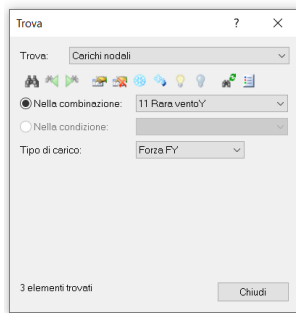 Trova
?
Trova: Carichi nodali
Nella combinazione: 11 Rara ventoY
Nella condizione:
Tipo di carico: Forza FY
3 elementi trovati
Chiudi